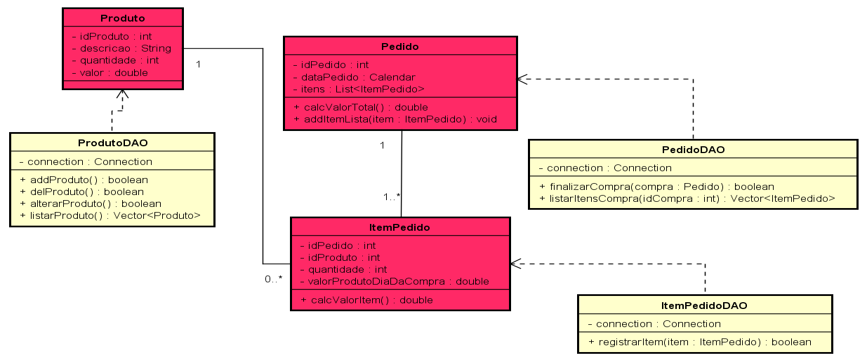 Produto
- idProduto : int
- descricao : String
- quantidade : int
- valor : double
1
Pedido
- idPedido : int
- dataPedido : Calendar
- itens : List<ItemPedido>
+ calcValorTotal() : double
+ addItemLista(item : ItemPedido) : void
ProdutoDAO
- connection : Connection
+ addProduto() : boolean
+ delProduto() : boolean
+ alterarProduto() : boolean
+ listarProduto() : Vector<Produto>
1
1..*
PedidoDAO
- connection : Connection
+ finalizarCompra(compra : Pedido) : boolean
+ listarItensCompra(idCompra : int) : Vector<ItemPedido>
ItemPedido
- idPedido : int
- idProduto : int
- quantidade : int
- valorProdutoDiaDaCompra : double
+ calcValorItem() : double
0..*
ItemPedidoDAO
- connection : Connection
+ registrarItem(item : ItemPedido) : boolean